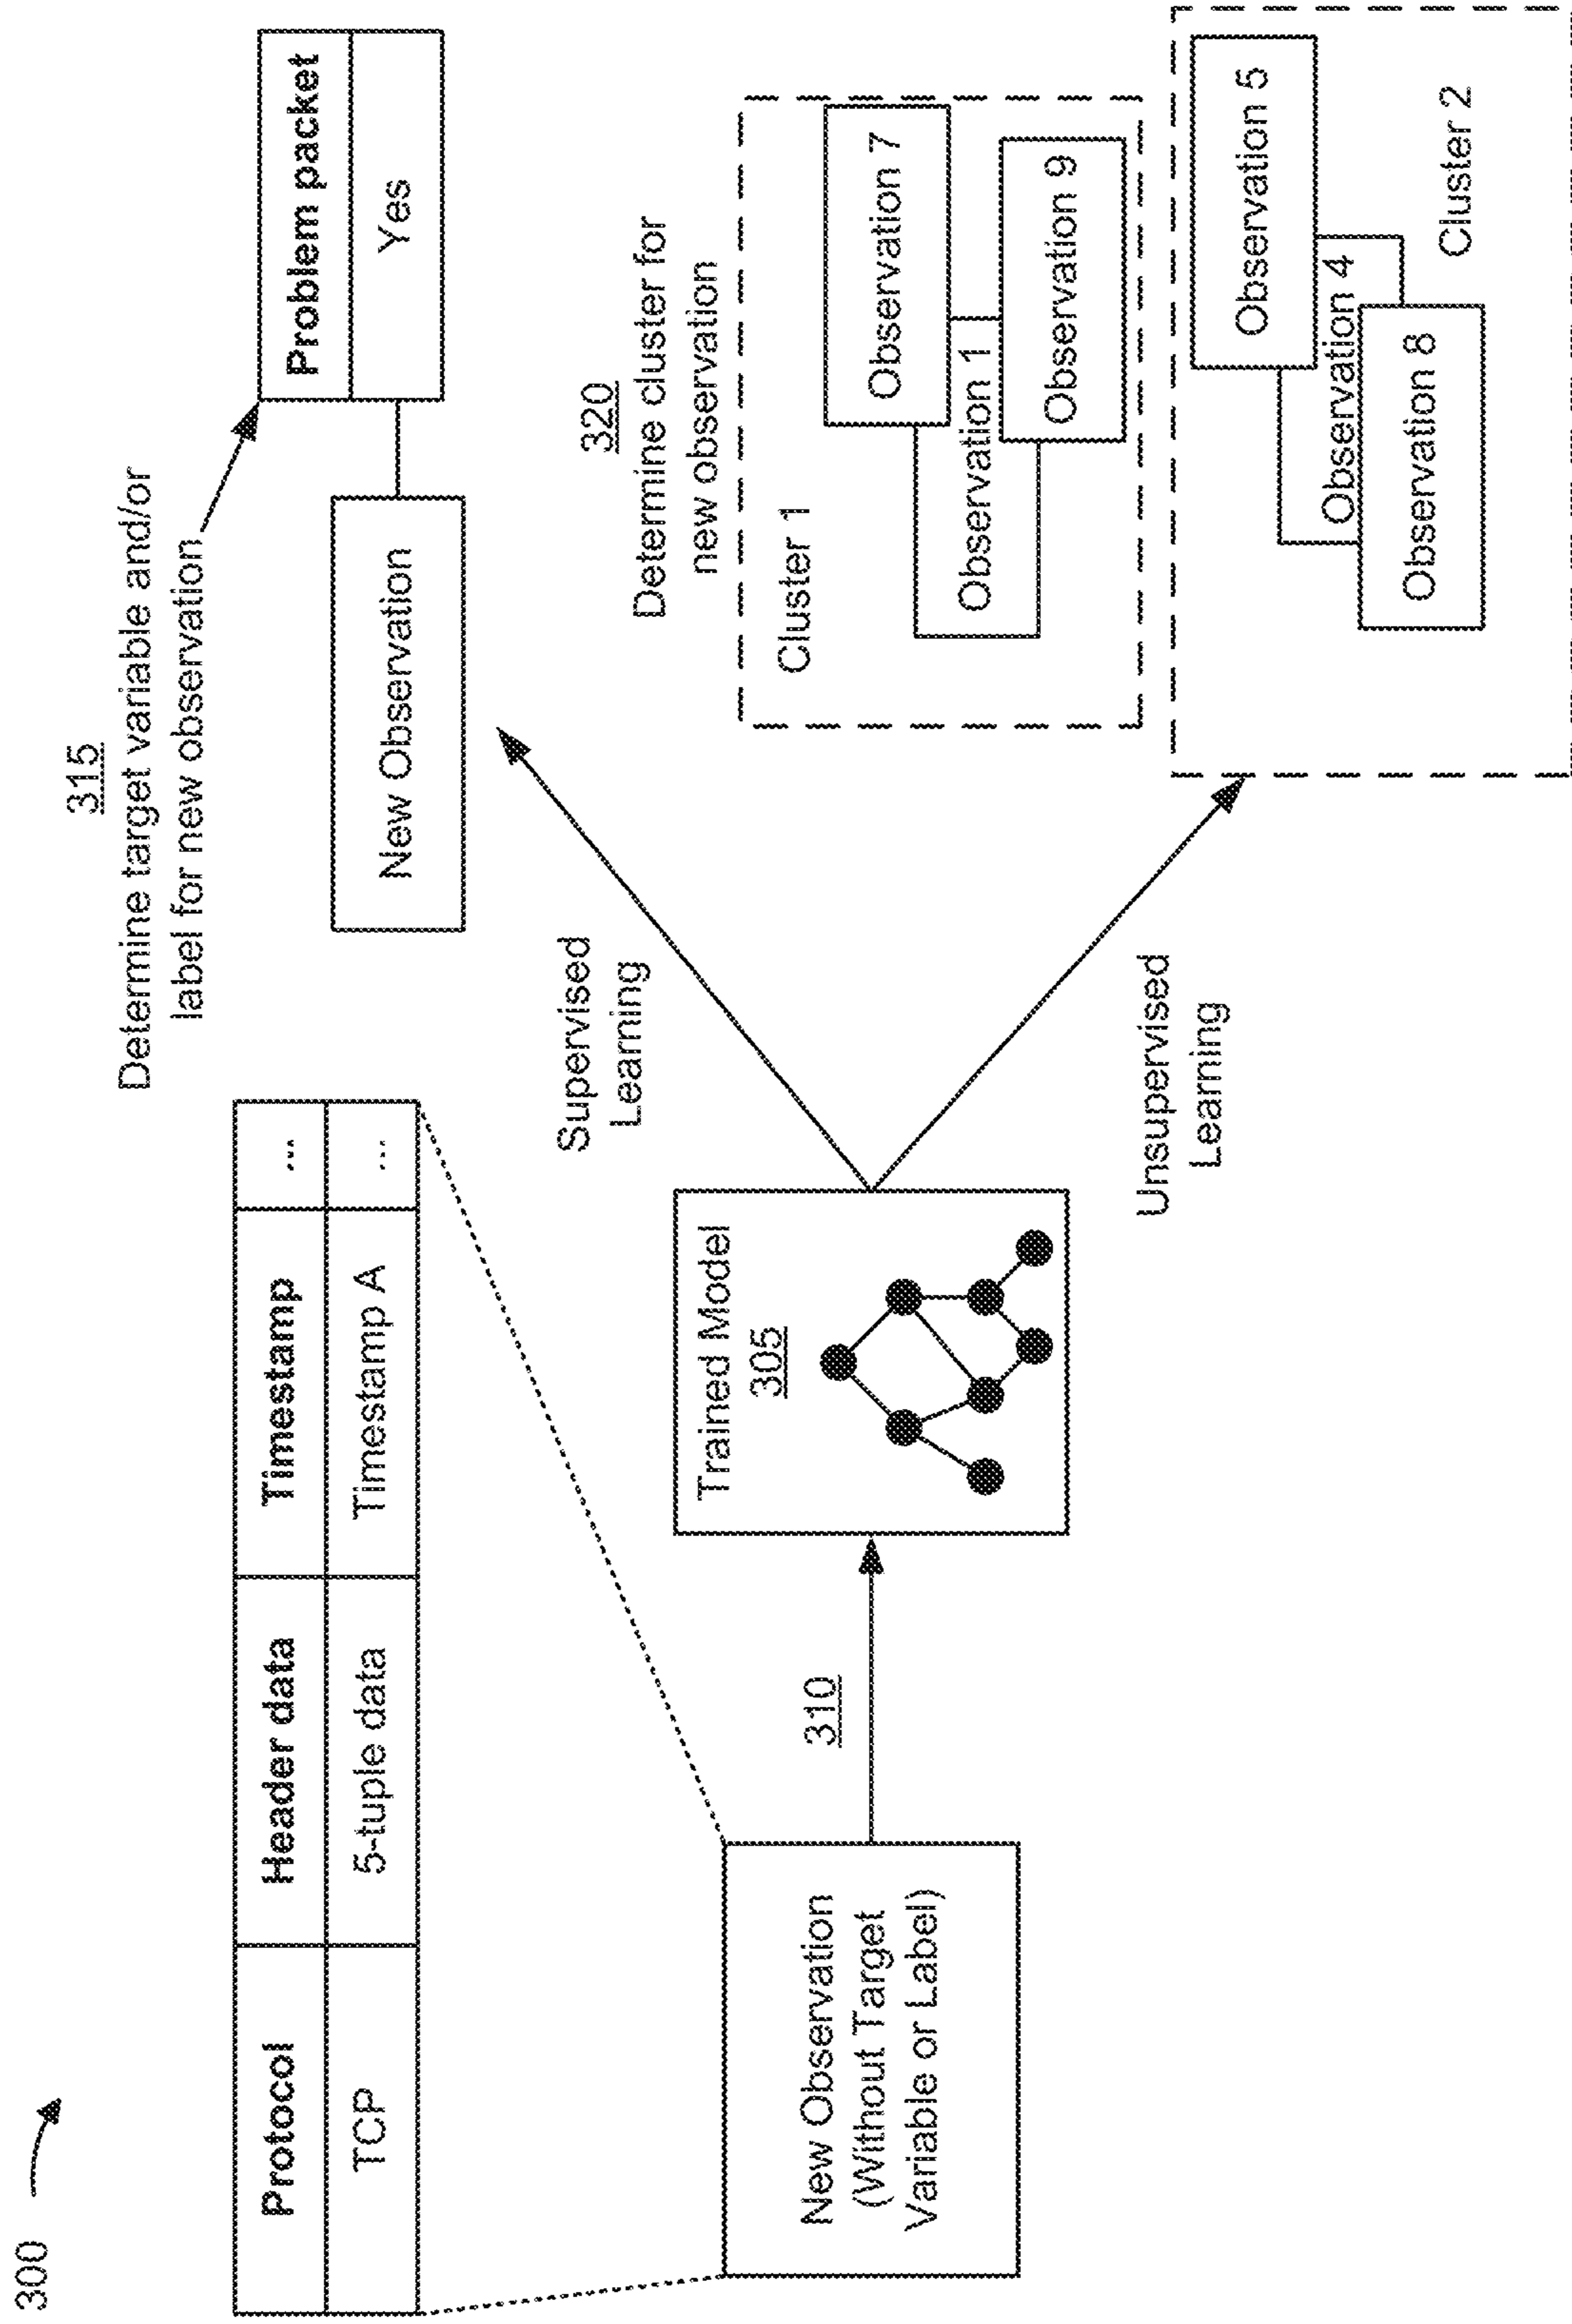 300
Protocol
Header data
Timestamp
...
TCP
5-tuple data
Timestamp A
...
315
Determine target variable and/or
label for new observation
Problem packet
New Observation
Yes
Supervised
Learning
New Observation
(Without Target
Variable or Label)
310
Trained Model
305
Unsupervised
Learning
320
Determine cluster for
new observation
Cluster 1
Observation 7
Observation 1
Observation 9
Observation 5
Observation 4
Observation 8
Cluster 2